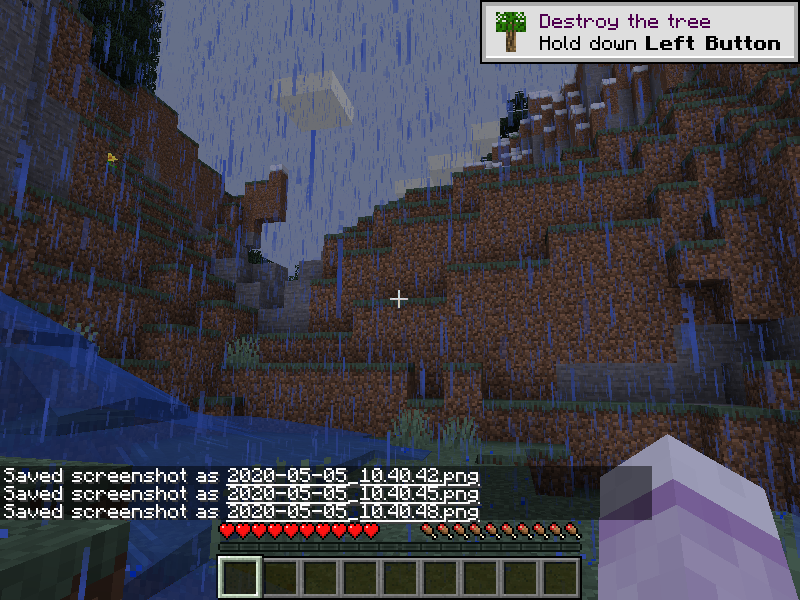 Destroy the tree
Hold down Left Button
Saved screenshot as 2020-05-05_10.40.42.png
Saved screenshot as 2020-05-05_10.40.45.png
Saved screenshot as 2020-05-05_10.40.48.png